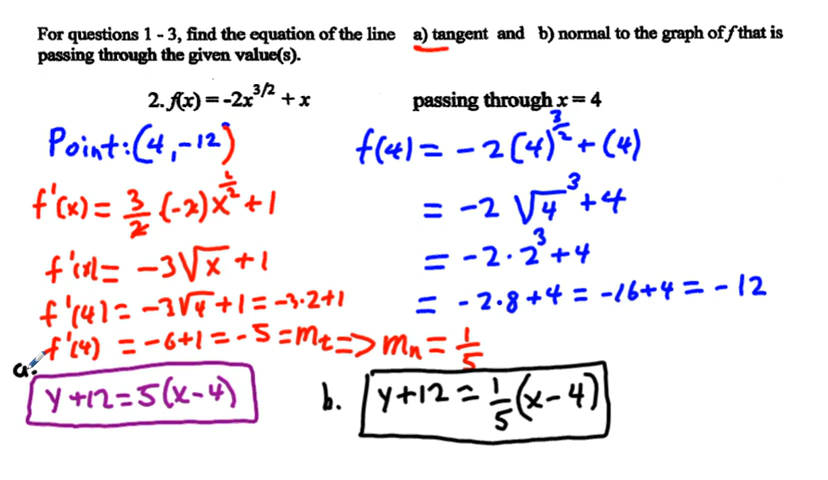 For questions 1 - 3, find the equation of the line a) tangent and b) normal to the graph of f that is
passing through the given value(s).
2. f(x) = -2x^{3/2} + x passing through x = 4
Point: (4, -12) f(4) = -2(4)^{3/2} + (4)
f'(x) = 3/2 (-2)x^{1/2} + 1 = -2 √4^3 + 4
f'(x) = -3√x + 1 = -2 · 2^3 + 4
f'(4) = -3√4 + 1 = -3·2+1 = -2·8+4 = -16+4 = -12
f'(4) = -6+1 = -5 = m_t => m_n = 1/5
a. y+12=5(x-4) b. y+12 = 1/5(x-4)